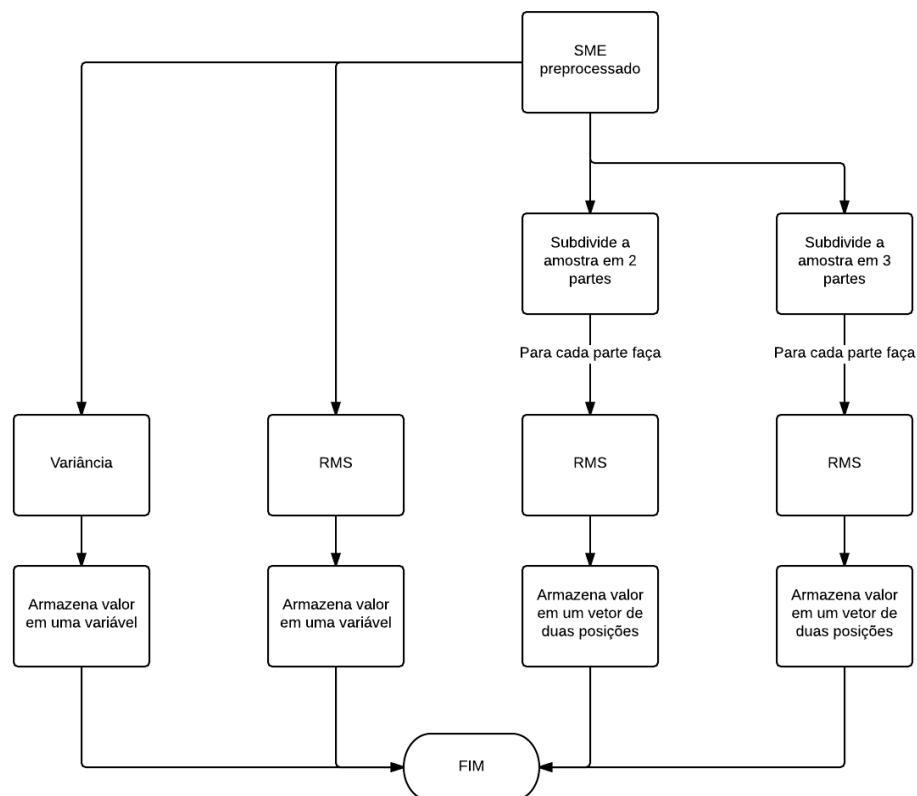 SME
preprocessado
Subdivide a
amostra em 2
partes
Subdivide a
amostra em 3
partes
Para cada parte faça
Para cada parte faça
Variância
RMS
RMS
RMS
Armazena valor
em uma variável
Armazena valor
em uma variável
Armazena valor
em um vetor de
duas posições
Armazena valor
em um vetor de
duas posições
FIM